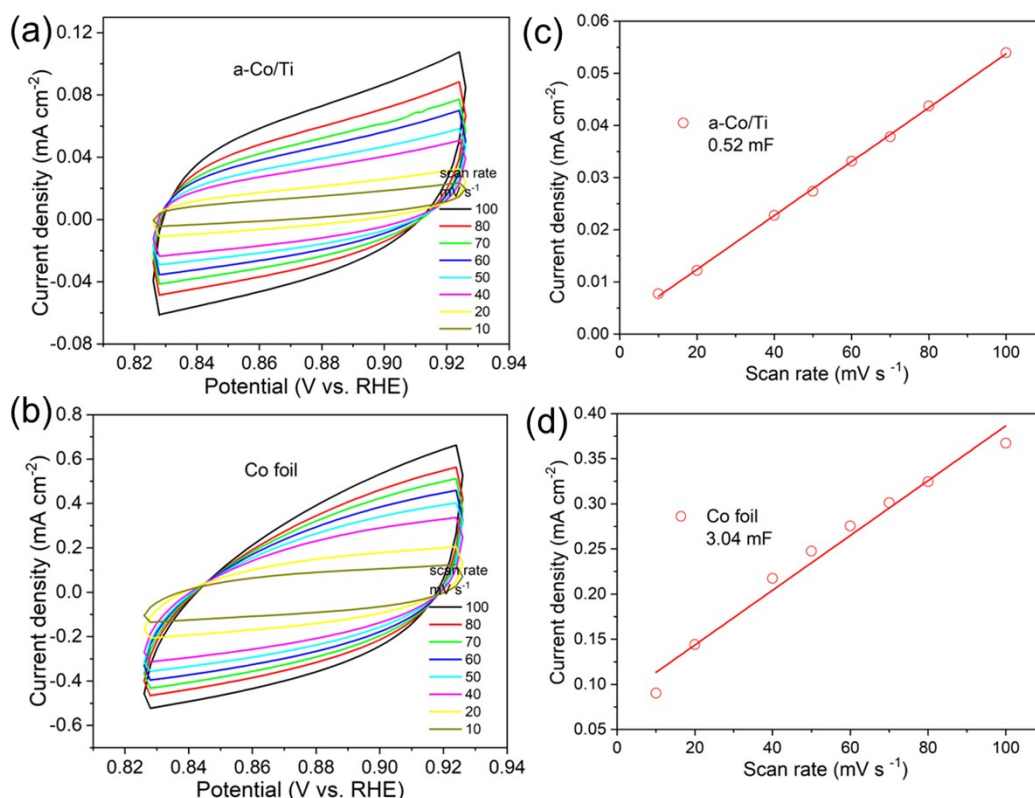 (a)
a-Co/Ti
Current density (mA cm-2)
0.12
0.08
0.04
0.00
-0.04
-0.08
scan rate
mV s-1
100
80
70
60
50
40
20
10
0.82 0.84 0.86 0.88 0.90 0.92 0.94
Potential (V vs. RHE)
(c)
Current density (mA cm-2)
0.06
0.05
0.04
0.03
0.02
0.01
0.00
a-Co/Ti
0.52 mF
0 20 40 60 80 100
Scan rate (mV s -1)
(b)
Co foil
Current density (mA cm-2)
0.8
0.6
0.4
0.2
0.0
-0.2
-0.4
-0.6
scan rate
mV s-1
100
80
70
60
50
40
20
10
0.82 0.84 0.86 0.88 0.90 0.92 0.94
Potential (V vs. RHE)
(d)
Current density (mA cm-2)
0.40
0.35
0.30
0.25
0.20
0.15
0.10
0.05
Co foil
3.04 mF
0 20 40 60 80 100
Scan rate (mV s -1)